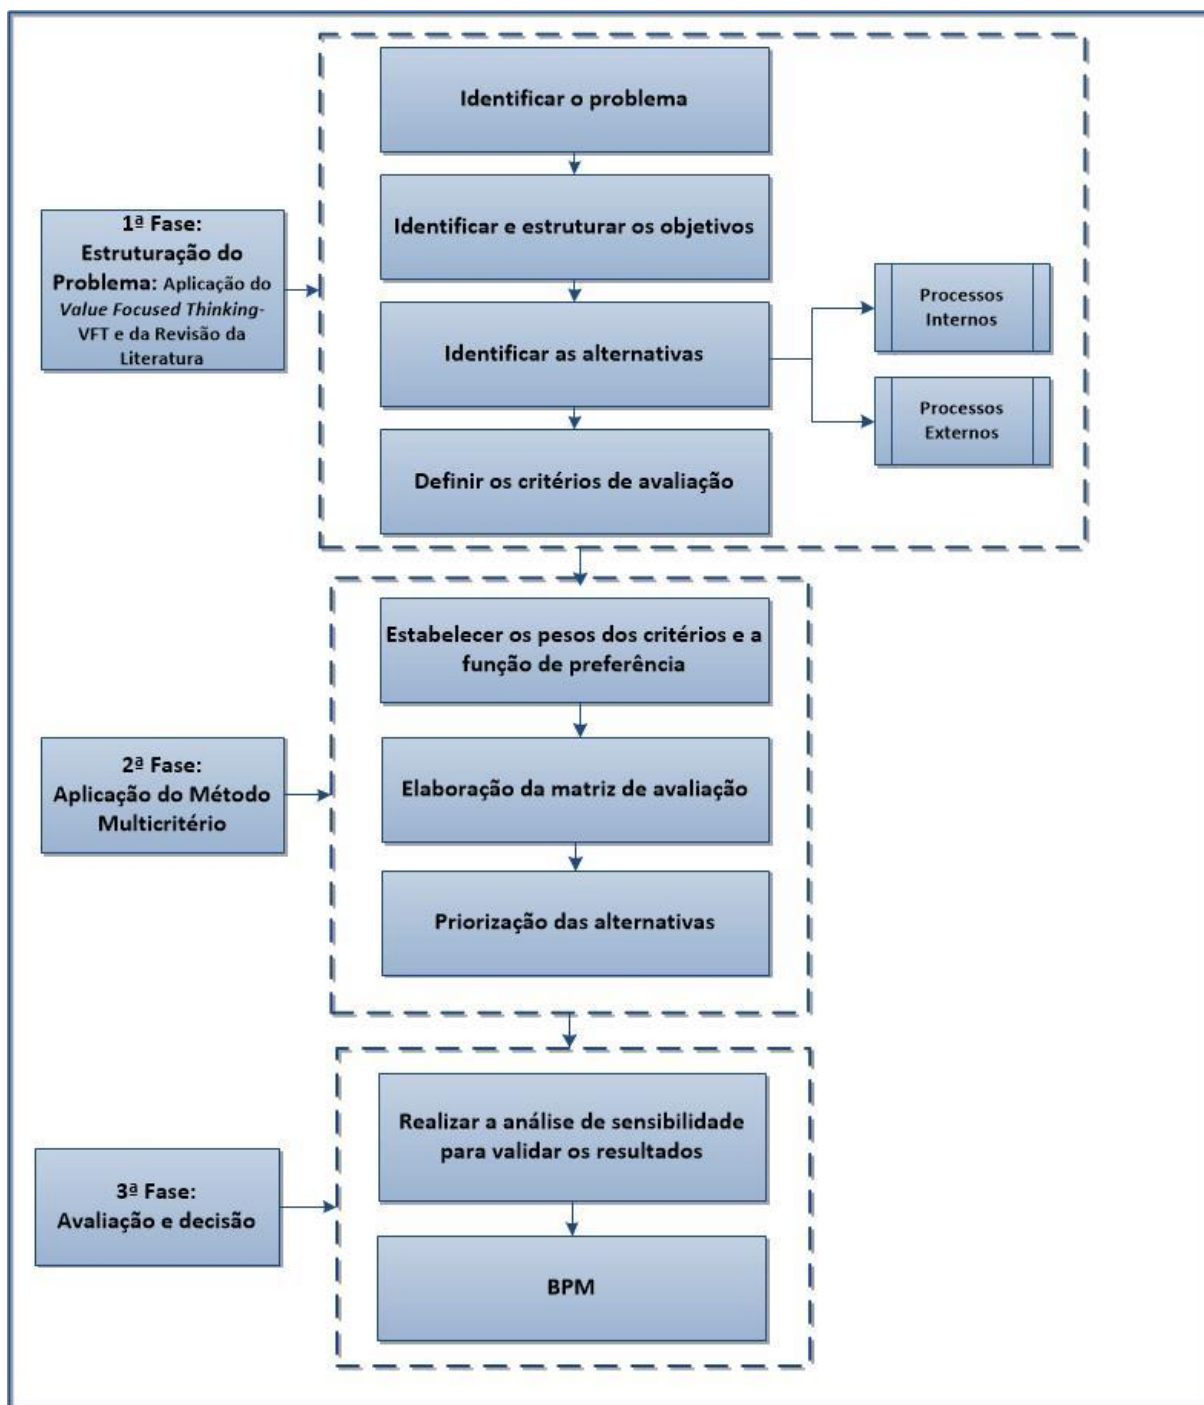 Identificar o problema
Identificar e estruturar os objetivos
1ª Fase:
Estruturação do
Problema: Aplicação do
Value Focused Thinking-
VFT e da Revisão da
Literatura
Identificar as alternativas
Processos
Internos
Processos
Externos
Definir os critérios de avaliação
Estabelecer os pesos dos critérios e a
função de preferência
2ª Fase:
Aplicação do Método
Multicritério
Elaboração da matriz de avaliação
Priorização das alternativas
Realizar a análise de sensibilidade
para validar os resultados
3ª Fase:
Avaliação e decisão
BPM